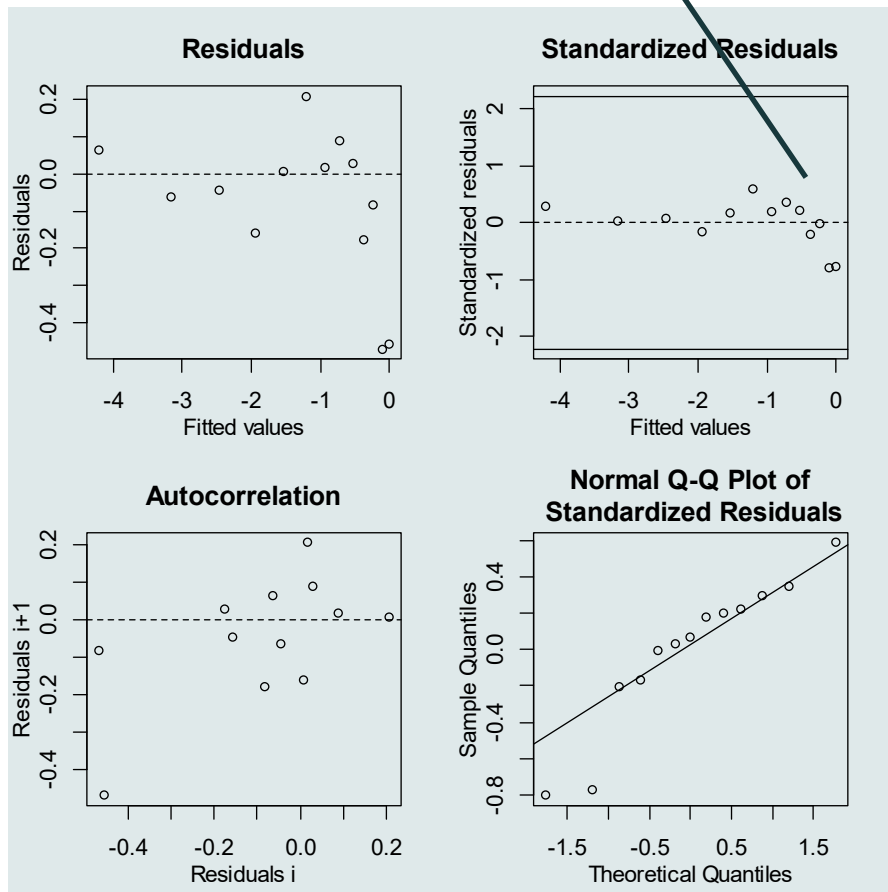 Residuals
Residuals
0.2
0.0
-0.2
-0.4
-4
-3
-2
-1
0
Fitted values
Standardized Residuals
Standardized residuals
2
1
0
-1
-2
-4
-3
-2
-1
0
Fitted values
Autocorrelation
Residuals i+1
0.2
0.0
-0.2
-0.4
-0.4
-0.2
0.0
0.2
Residuals i
Normal Q-Q Plot of
Standardized Residuals
Sample Quantiles
0.4
0.0
-0.4
-0.8
-1.5
-0.5
0.5
1.5
Theoretical Quantiles